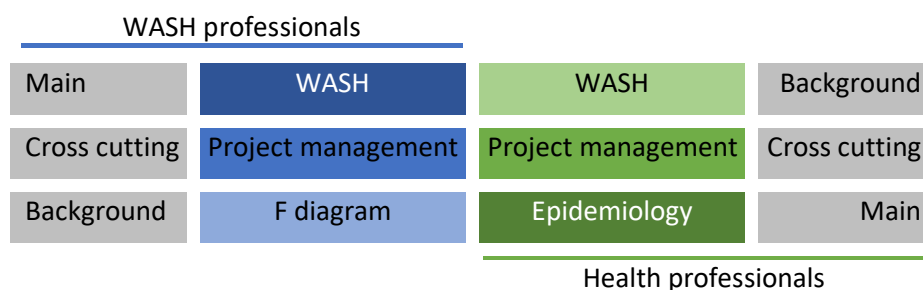 WASH professionals
Main WASH WASH Background
Cross cutting Project management Project management Cross cutting
Background F diagram Epidemiology Main
Health professionals